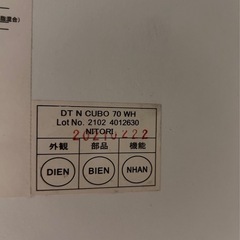 DT N CUBO 70 WH
Lot No. 2102 4012630
NITORI
20210222
外観 部品 機能
DIEN BIEN NHAN